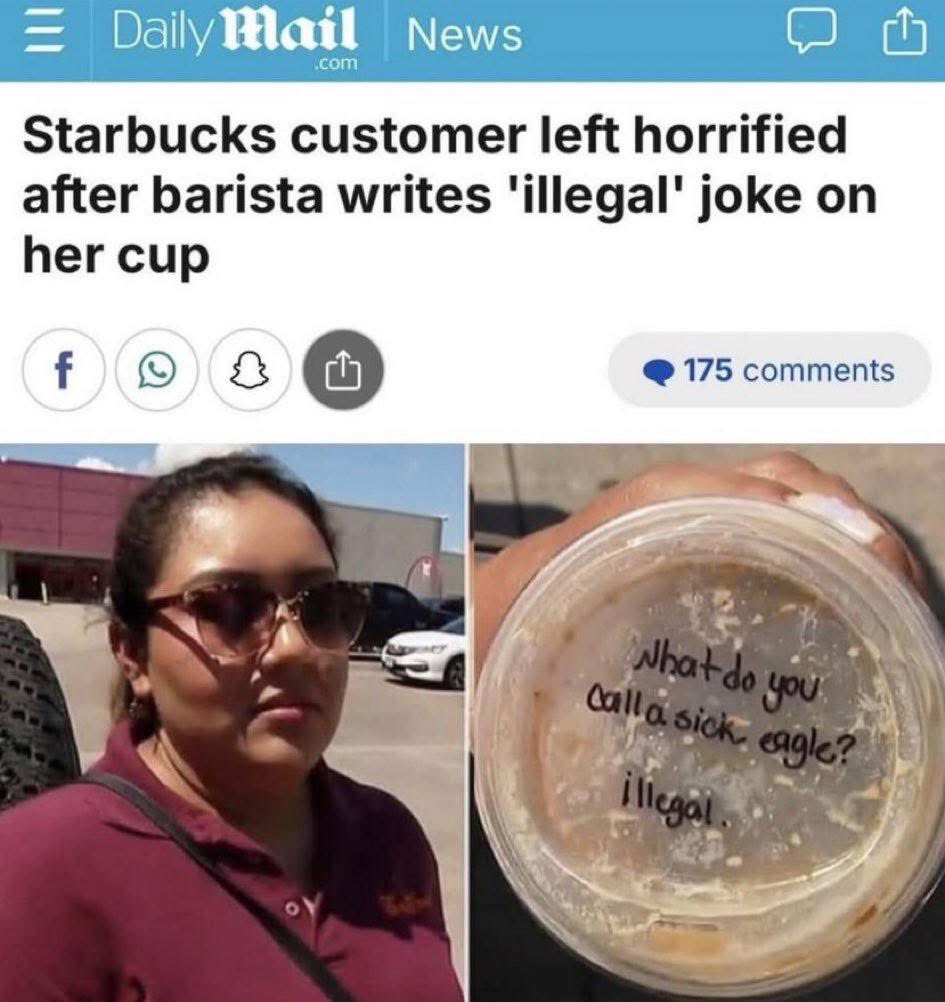 Daily Mail News
.com
Starbucks customer left horrified
after barista writes 'illegal' joke on
her cup
f
175 comments
What do you
call a sick eagle?
illegal.